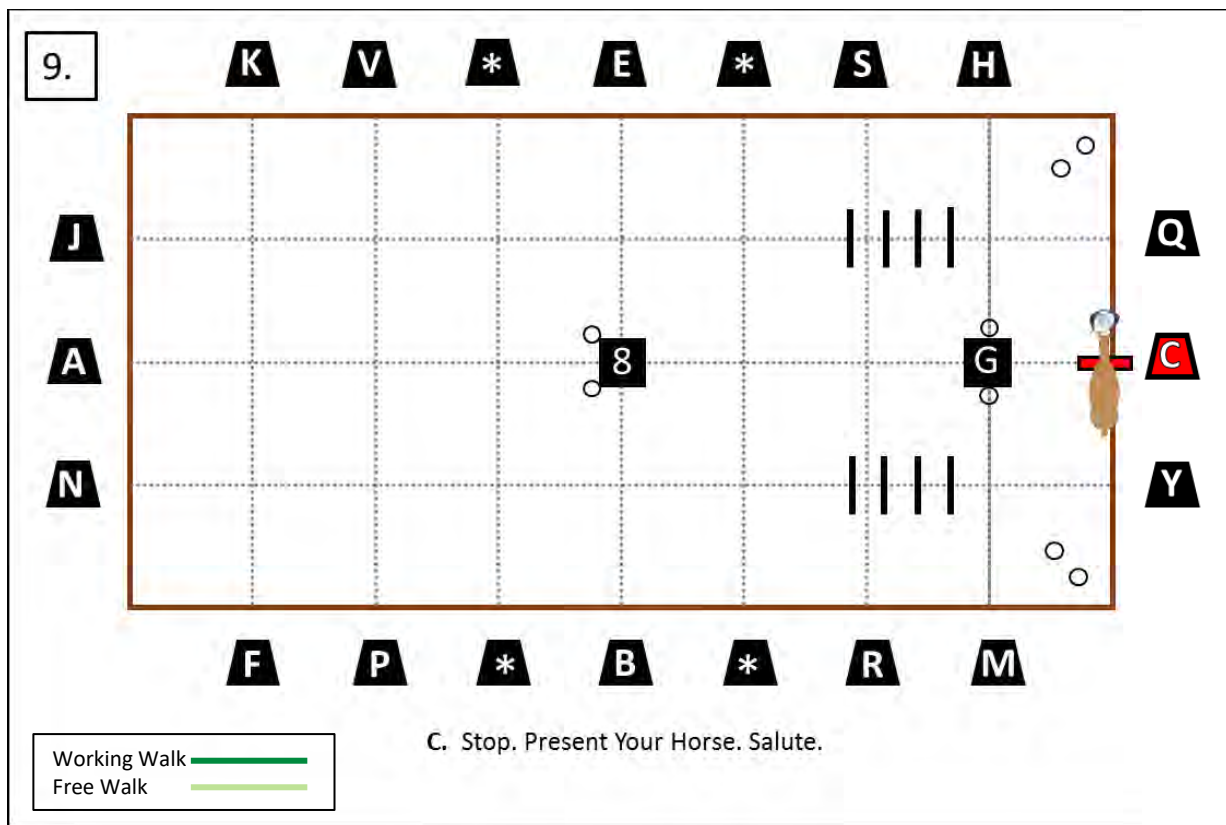 9.
K V * E * S H
J Q
A 8 G C
N Y
F P * B * R M
C. Stop. Present Your Horse. Salute.
Working Walk
Free Walk